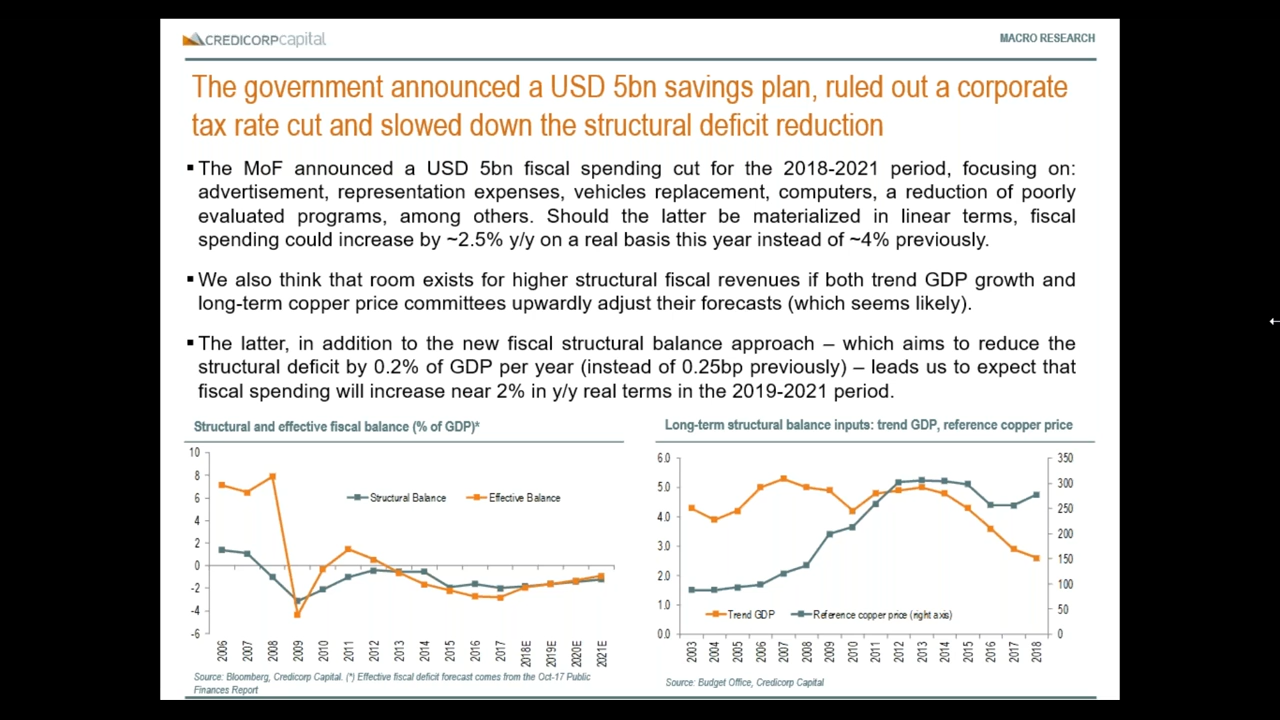 CREDICORPcapital
MACRO RESEARCH
The government announced a USD 5bn savings plan, ruled out a corporate
tax rate cut and slowed down the structural deficit reduction
▪ The MoF announced a USD 5bn fiscal spending cut for the 2018-2021 period, focusing on:
advertisement, representation expenses, vehicles replacement, computers, a reduction of poorly
evaluated programs, among others. Should the latter be materialized in linear terms, fiscal
spending could increase by ~2.5% y/y on a real basis this year instead of ~4% previously.
▪ We also think that room exists for higher structural fiscal revenues if both trend GDP growth and
long-term copper price committees upwardly adjust their forecasts (which seems likely).
▪ The latter, in addition to the new fiscal structural balance approach – which aims to reduce the
structural deficit by 0.2% of GDP per year (instead of 0.25bp previously) – leads us to expect that
fiscal spending will increase near 2% in y/y real terms in the 2019-2021 period.
Structural and effective fiscal balance (% of GDP)*
10
8
6
4
2
0
-2
-4
-6
Structural Balance
Effective Balance
2006
2007
2008
2009
2010
2011
2012
2013
2014
2015
2016
2017
2018E
2019E
2020E
2021E
Source: Bloomberg, Credicorp Capital. (*) Effective fiscal deficit forecast comes from the Oct-17 Public
Finances Report
Long-term structural balance inputs: trend GDP, reference copper price
6.0
5.0
4.0
3.0
2.0
1.0
0.0
350
300
250
200
150
100
50
0
Trend GDP
Reference copper price (right axis)
2003
2004
2005
2006
2007
2008
2009
2010
2011
2012
2013
2014
2015
2016
2017
2018
Source: Budget Office, Credicorp Capital